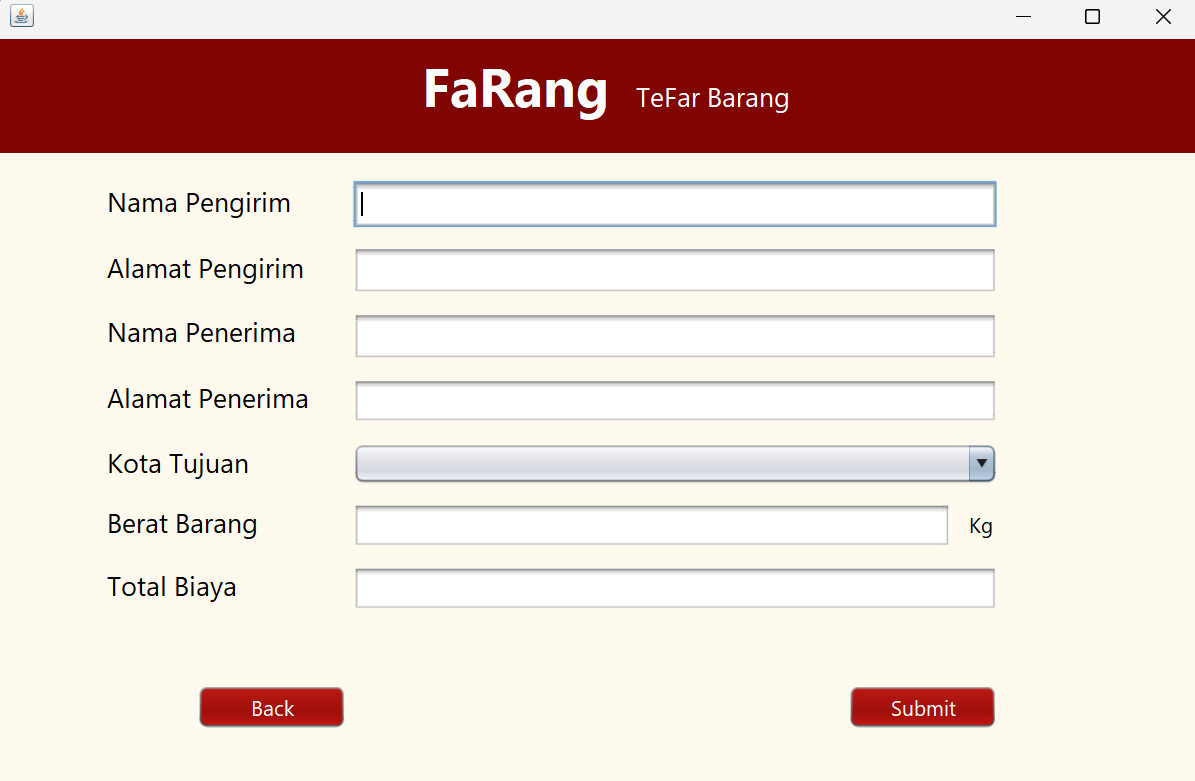 FaRang TeFar Barang
Nama Pengirim
Alamat Pengirim
Nama Penerima
Alamat Penerima
Kota Tujuan
Berat Barang Kg
Total Biaya
Back Submit